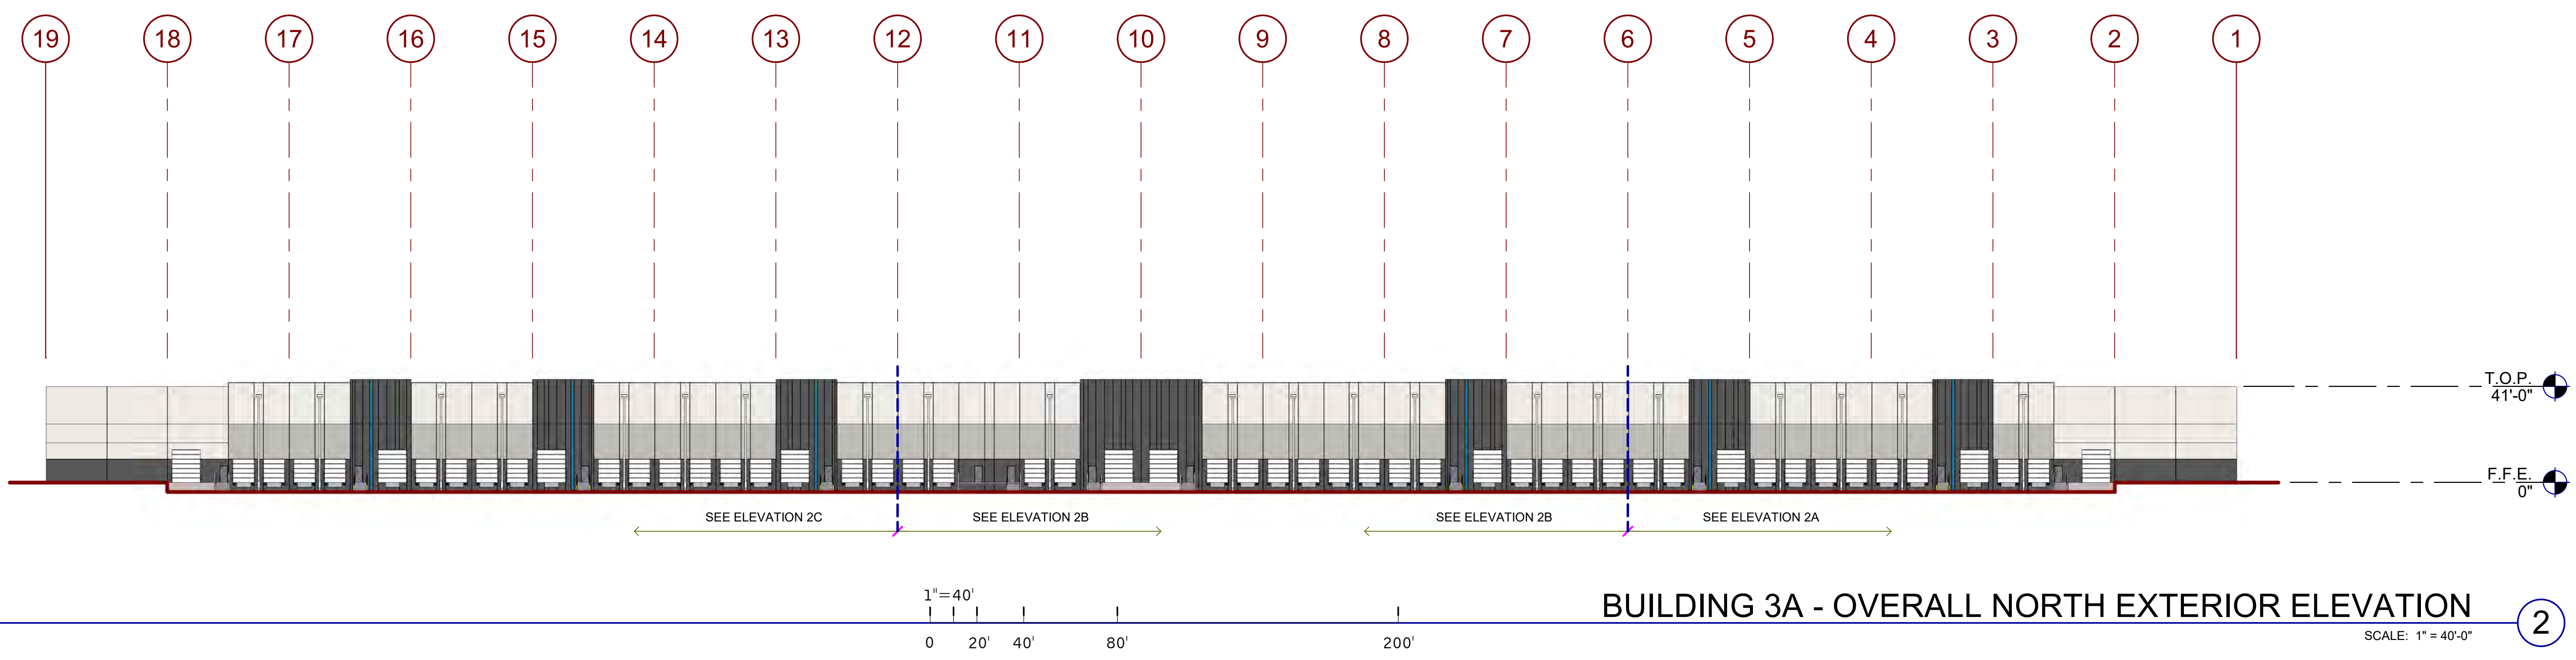 19 18 17 16 15 14 13 12 11 10 9 8 7 6 5 4 3 2 1
T.O.P.
41'-0"
F.F.E.
0"
SEE ELEVATION 2C SEE ELEVATION 2B SEE ELEVATION 2B SEE ELEVATION 2A
1"=40'
0 20' 40' 80' 200'
BUILDING 3A - OVERALL NORTH EXTERIOR ELEVATION
2
SCALE: 1" = 40'-0"